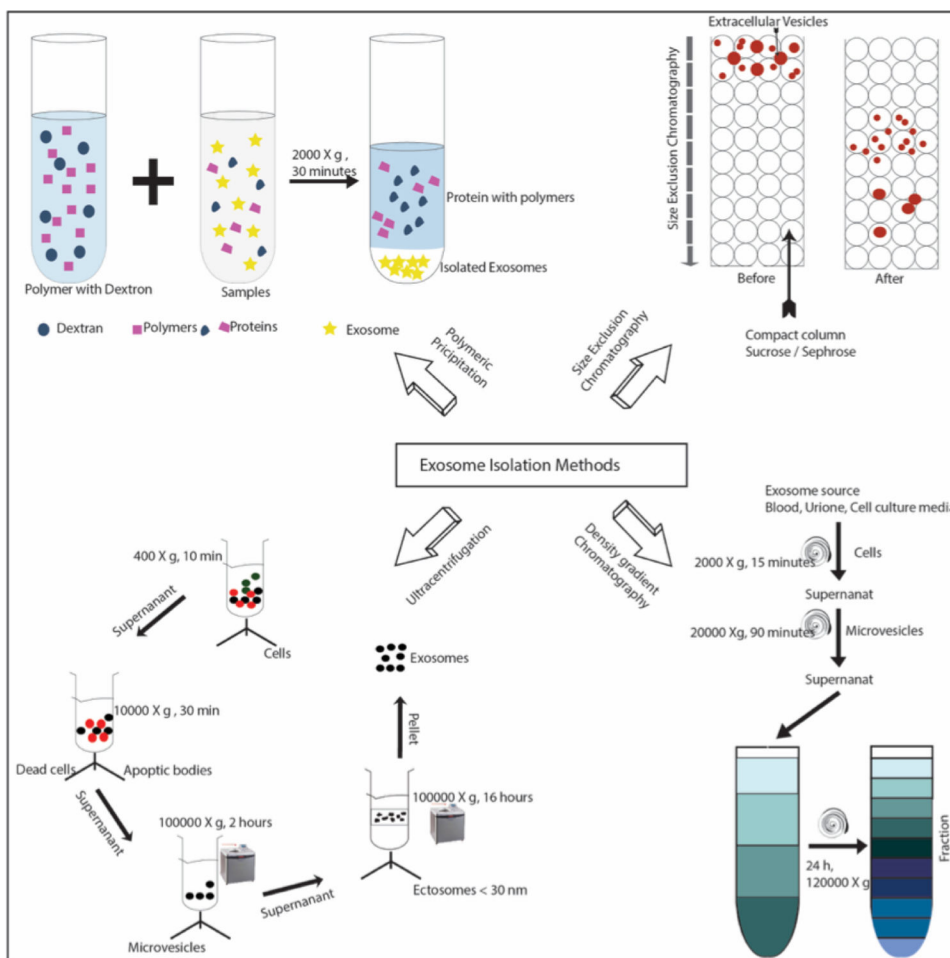 Extracellular Vesicles
Size Exclusion Chromatography
2000 X g ,
30 minutes
Protein with polymers
Isolated Exosomes
Polymer with Dextron
Samples
Dextran
Polymers
Proteins
Exosome
Before
After
Compact column
Sucrose / Sephrose
Polymeric
Pricipitation
Size Exclusion
Chromatography
Exosome Isolation Methods
Ultracentrifugation
Density gradient
Chromatography
400 X g, 10 min
Supernanant
Cells
10000 X g , 30 min
Dead cells
Apoptic bodies
Supernanant
100000 X g, 2 hours
Microvesicles
Supernanant
100000 X g, 16 hours
Ectosomes < 30 nm
Pellet
Exosomes
Exosome source
Blood, Urione, Cell culture media
2000 X g, 15 minutes
Cells
Supernanat
20000 Xg, 90 minutes
Microvesicles
Supernanat
24 h,
120000 X g
Fraction